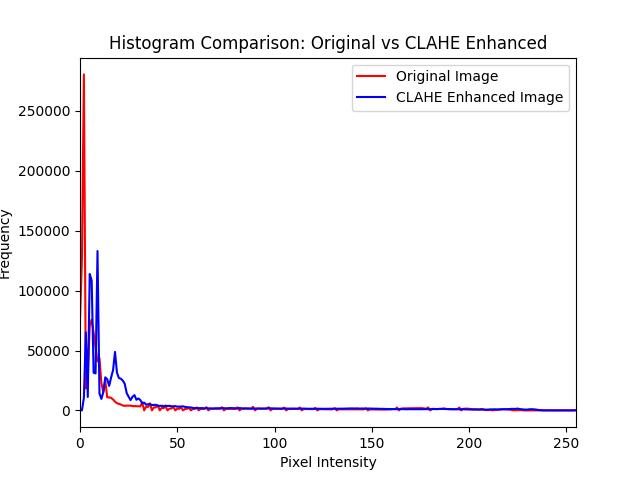 Histogram Comparison: Original vs CLAHE Enhanced
Original Image
CLAHE Enhanced Image
250000
200000
150000
100000
50000
0
Frequency
0 50 100 150 200 250
Pixel Intensity